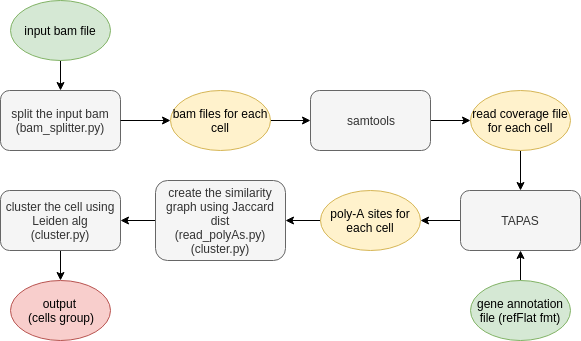 input bam file
split the input bam
(bam_splitter.py)
bam files for each
cell
samtools
read coverage file
for each cell
cluster the cell using
Leiden alg
(cluster.py)
create the similarity
graph using Jaccard
dist
(read_polyAs.py)
(cluster.py)
poly-A sites for
each cell
TAPAS
output
(cells group)
gene annotation
file (refFlat fmt)